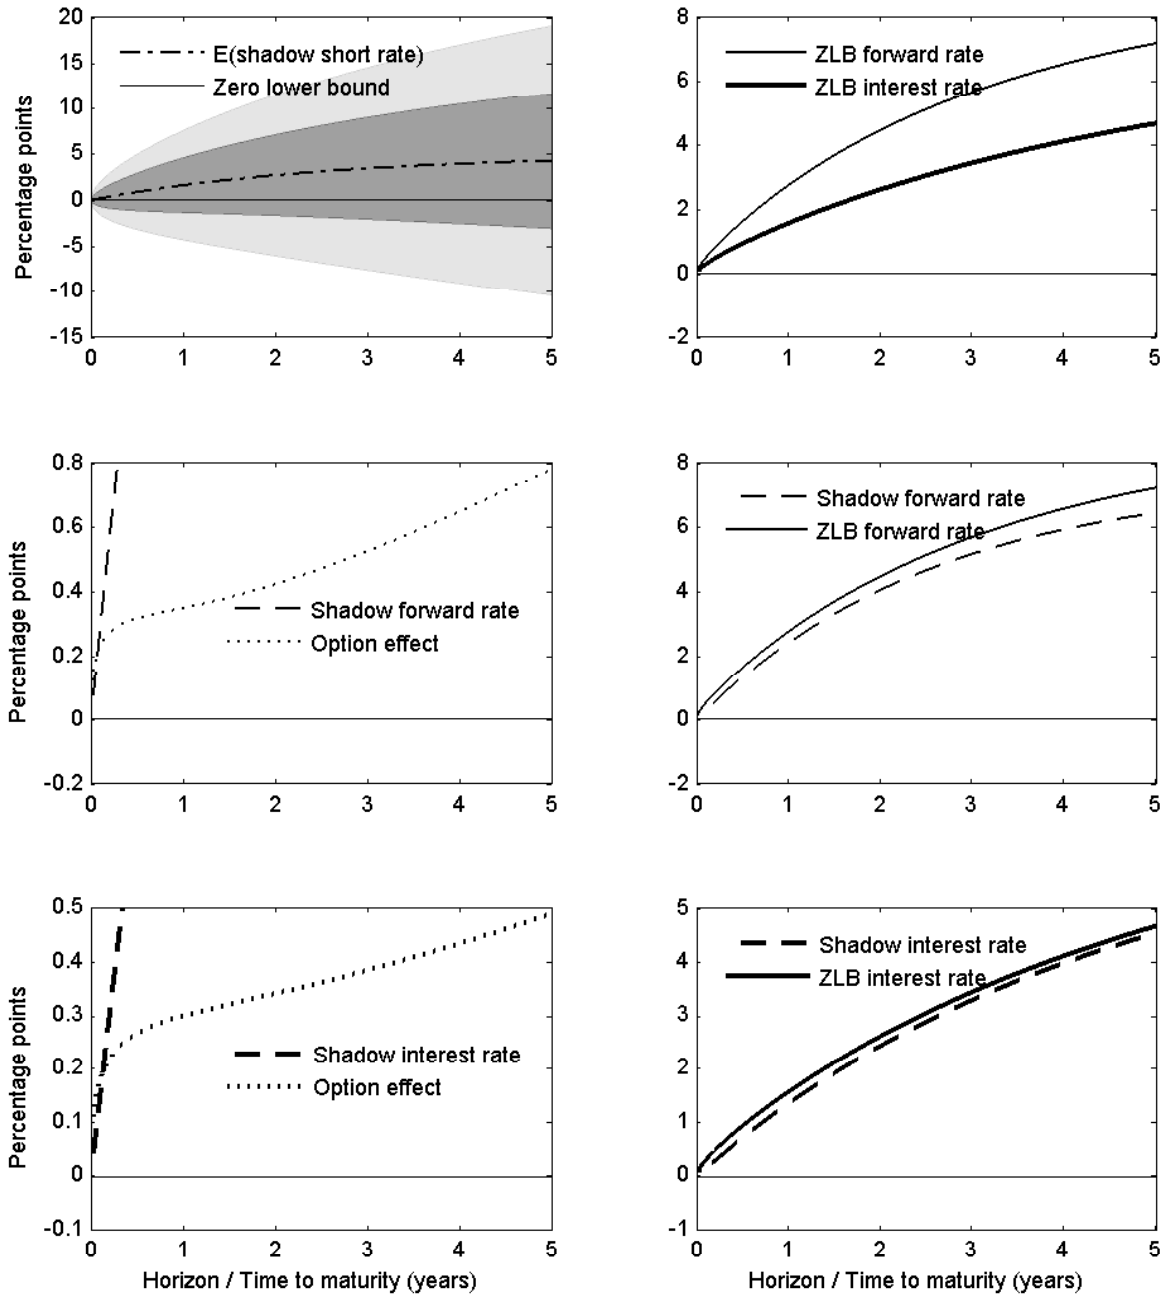 20
15
10
5
0
-5
-10
-15
Percentage points
E(shadow short rate)
Zero lower bound
0 1 2 3 4 5
8
6
4
2
0
-2
ZLB forward rate
ZLB interest rate
0 1 2 3 4 5
0.8
0.6
0.4
0.2
0
-0.2
Percentage points
Shadow forward rate
Option effect
0 1 2 3 4 5
8
6
4
2
0
-2
Shadow forward rate
ZLB forward rate
0 1 2 3 4 5
0.5
0.4
0.3
0.2
0.1
0
-0.1
Percentage points
Shadow interest rate
Option effect
0 1 2 3 4 5
Horizon / Time to maturity (years)
5
4
3
2
1
0
-1
Shadow interest rate
ZLB interest rate
0 1 2 3 4 5
Horizon / Time to maturity (years)